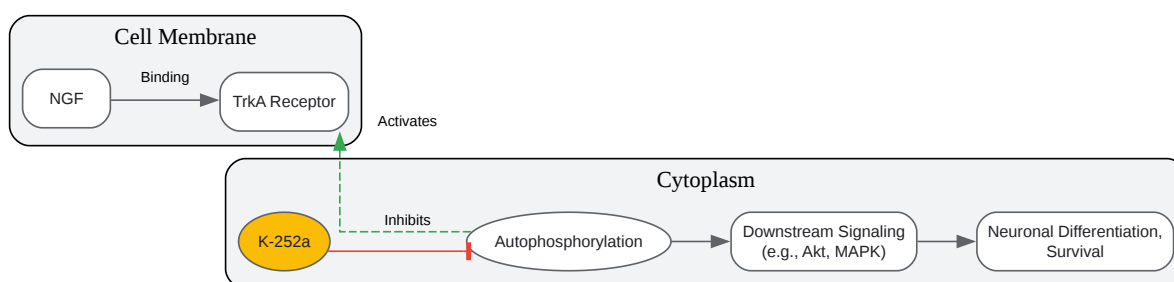 Cell Membrane
NGF
Binding
TrkA Receptor
Activates
Cytoplasm
K-252a
Inhibits
Autophosphorylation
Downstream Signaling
(e.g., Akt, MAPK)
Neuronal Differentiation,
Survival